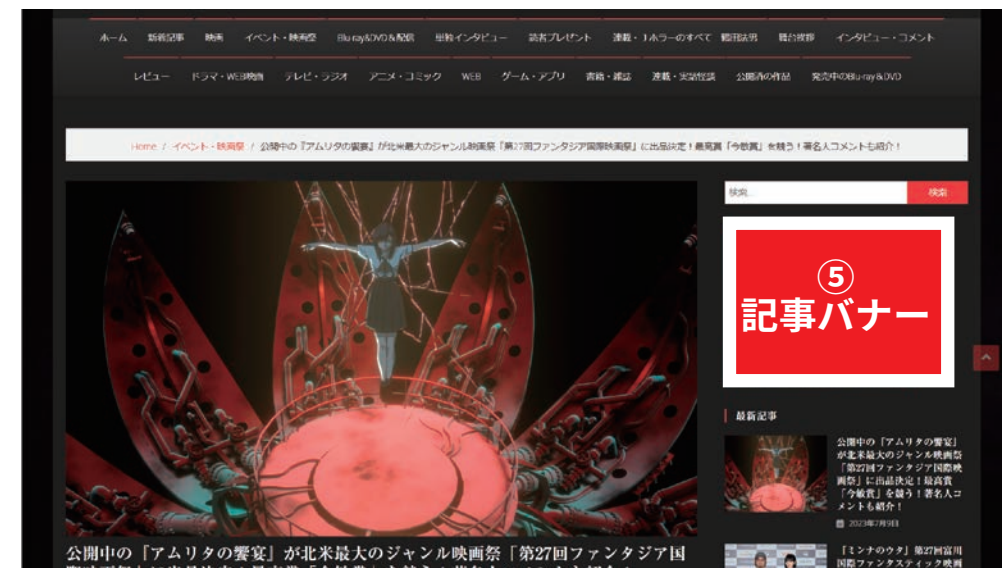 ホーム 新着記事 映画 イベント・映画祭 Blu-ray&DVD&配信 単独インタビュー 読者プレゼント 連載・Jホラーのすべて 鶴田法男 舞台挨拶 インタビュー・コメント
レビュー ドラマ・WEB映画 テレビ・ラジオ アニメ・コミック WEB ゲーム・アプリ 書籍・雑誌 連載・実話怪談 公開済の作品 発売中のBlu-ray&DVD
Home / イベント・映画祭 / 公開中の『アムリタの饗宴』が北米最大のジャンル映画祭「第27回ファンタジア国際映画祭」に出品決定！最高賞「今敏賞」を競う！著名人コメントも紹介！
検索…
検索
⑤
記事バナー
最新記事
公開中の『アムリタの饗宴』
が北米最大のジャンル映画祭
「第27回ファンタジア国際映
画祭」に出品決定！最高賞
「今敏賞」を競う！著名人コ
メントも紹介！
2023年7月9日
『ミンナのウタ』第27回富川
国際ファンタスティック映画
公開中の『アムリタの饗宴』が北米最大のジャンル映画祭「第27回ファンタジア国